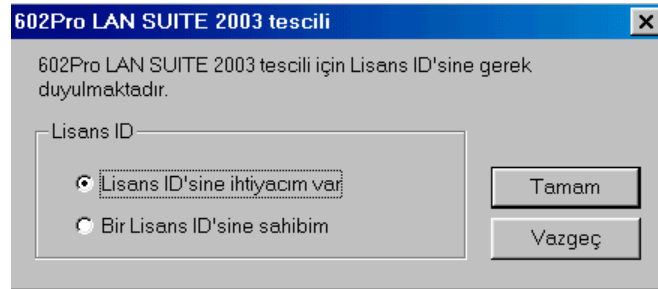 602Pro LAN SUITE 2003 tescili
602Pro LAN SUITE 2003 tescili için Lisans ID'sine gerek
duyulmaktadır.
Lisans ID
Lisans ID'sine ihtiyacım var
Tamam
Bir Lisans ID'sine sahibim
Vazgeç